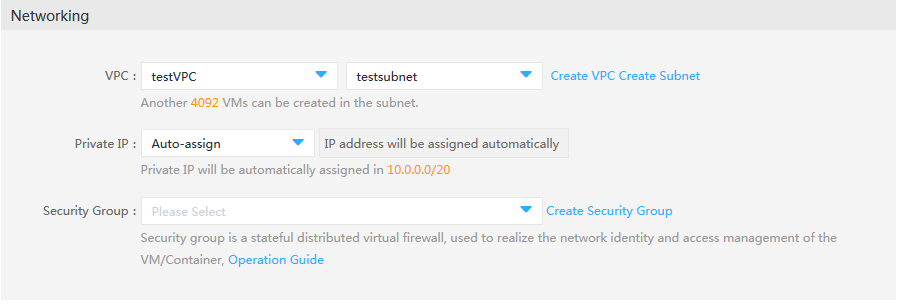 Networking
VPC : testVPC testsubnet Create VPC Create Subnet
Another 4092 VMs can be created in the subnet.
Private IP : Auto-assign IP address will be assigned automatically
Private IP will be automatically assigned in 10.0.0.0/20
Security Group : Please Select Create Security Group
Security group is a stateful distributed virtual firewall, used to realize the network identity and access management of the
VM/Container, Operation Guide